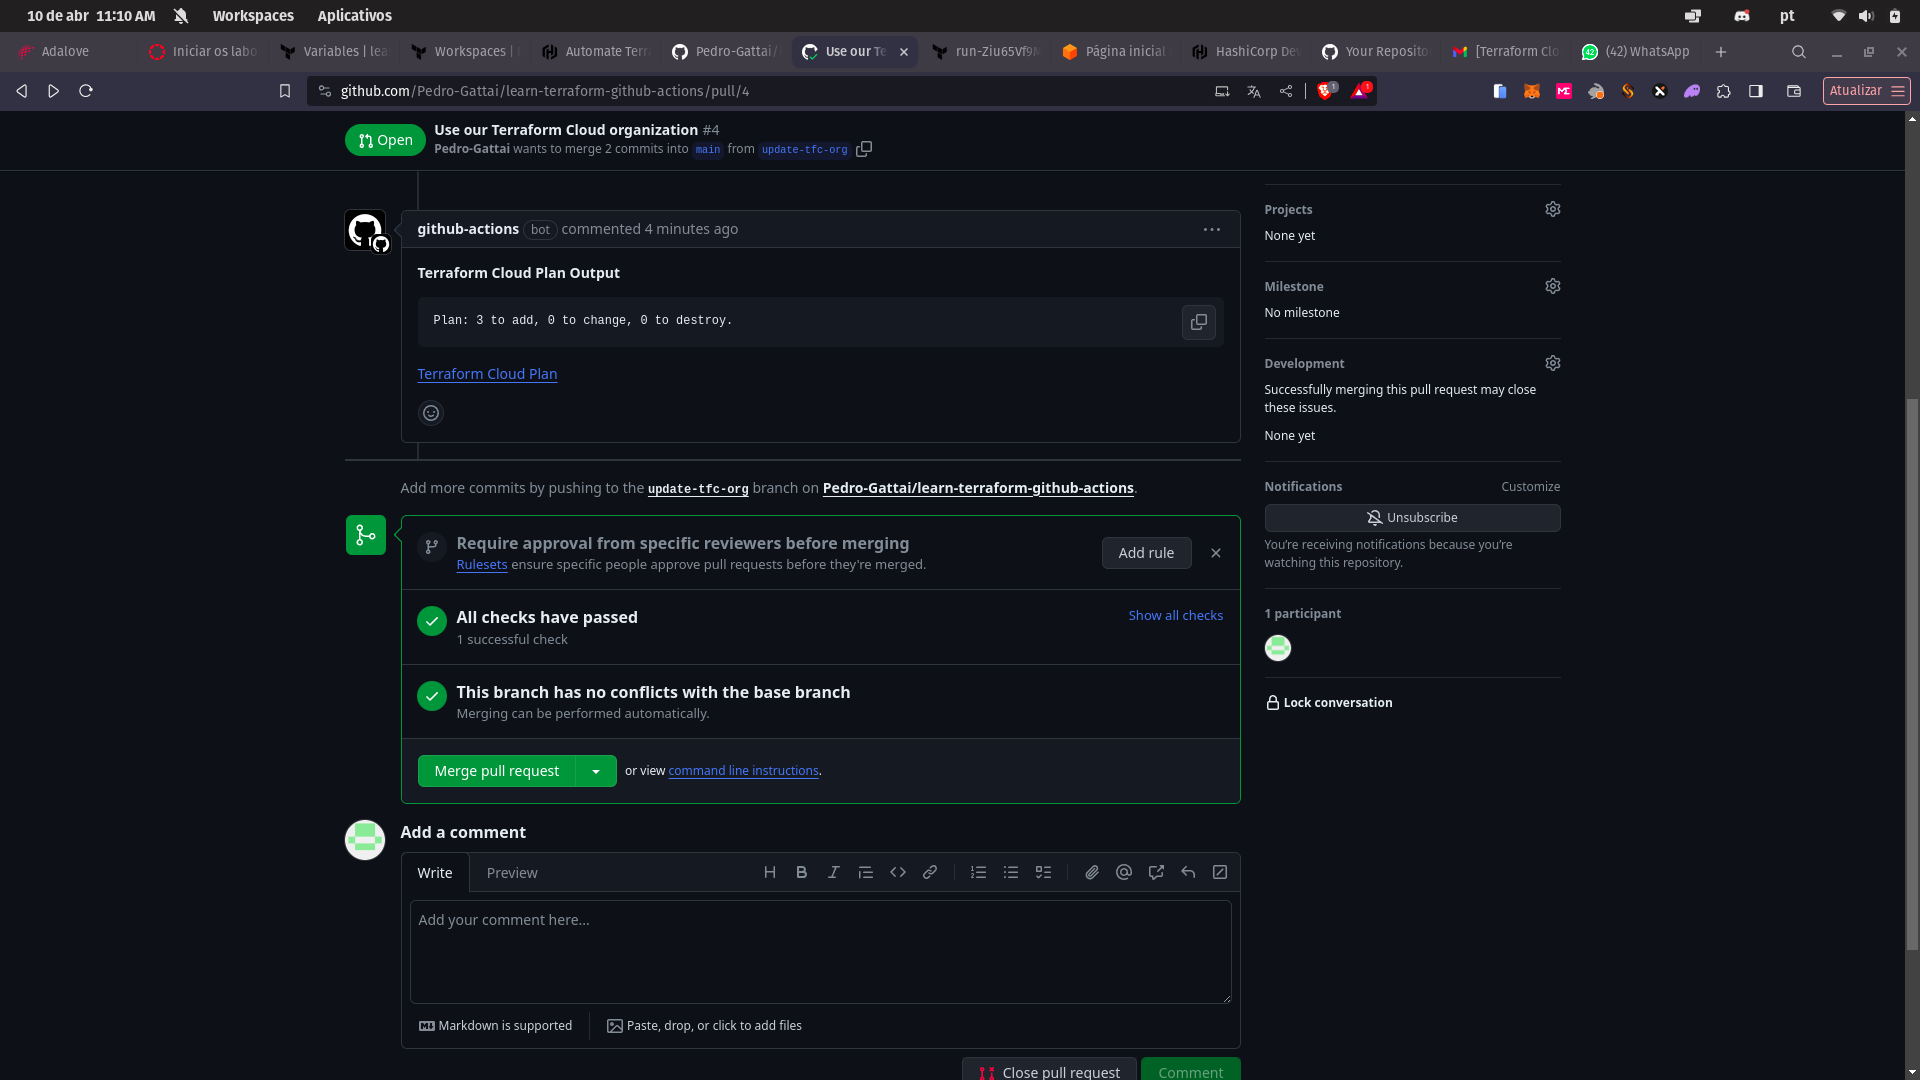 10 de abr 11:10 AM
Workspaces
Aplicativos
pt
Adalove
Iniciar os labo
Variables | lea
Workspaces |
Automate Terra
Pedro-Gattai/
Use our Te
run-Ziu65Vf9M
Página inicial
HashiCorp Dev
Your Reposito
[Terraform Clo
(42) WhatsApp
github.com/Pedro-Gattai/learn-terraform-github-actions/pull/4
Atualizar
Open
Use our Terraform Cloud organization #4
Pedro-Gattai wants to merge 2 commits into main from update-tfc-org
github-actions bot commented 4 minutes ago
Terraform Cloud Plan Output
Plan: 3 to add, 0 to change, 0 to destroy.
Terraform Cloud Plan
Add more commits by pushing to the update-tfc-org branch on Pedro-Gattai/learn-terraform-github-actions.
Require approval from specific reviewers before merging
Rulesets ensure specific people approve pull requests before they're merged.
Add rule
All checks have passed
1 successful check
Show all checks
This branch has no conflicts with the base branch
Merging can be performed automatically.
Merge pull request
or view command line instructions.
Add a comment
Write
Preview
Add your comment here...
Markdown is supported
Paste, drop, or click to add files
Close pull request
Comment
Projects
None yet
Milestone
No milestone
Development
Successfully merging this pull request may close
these issues.
None yet
Notifications
Customize
Unsubscribe
You're receiving notifications because you're
watching this repository.
1 participant
Lock conversation